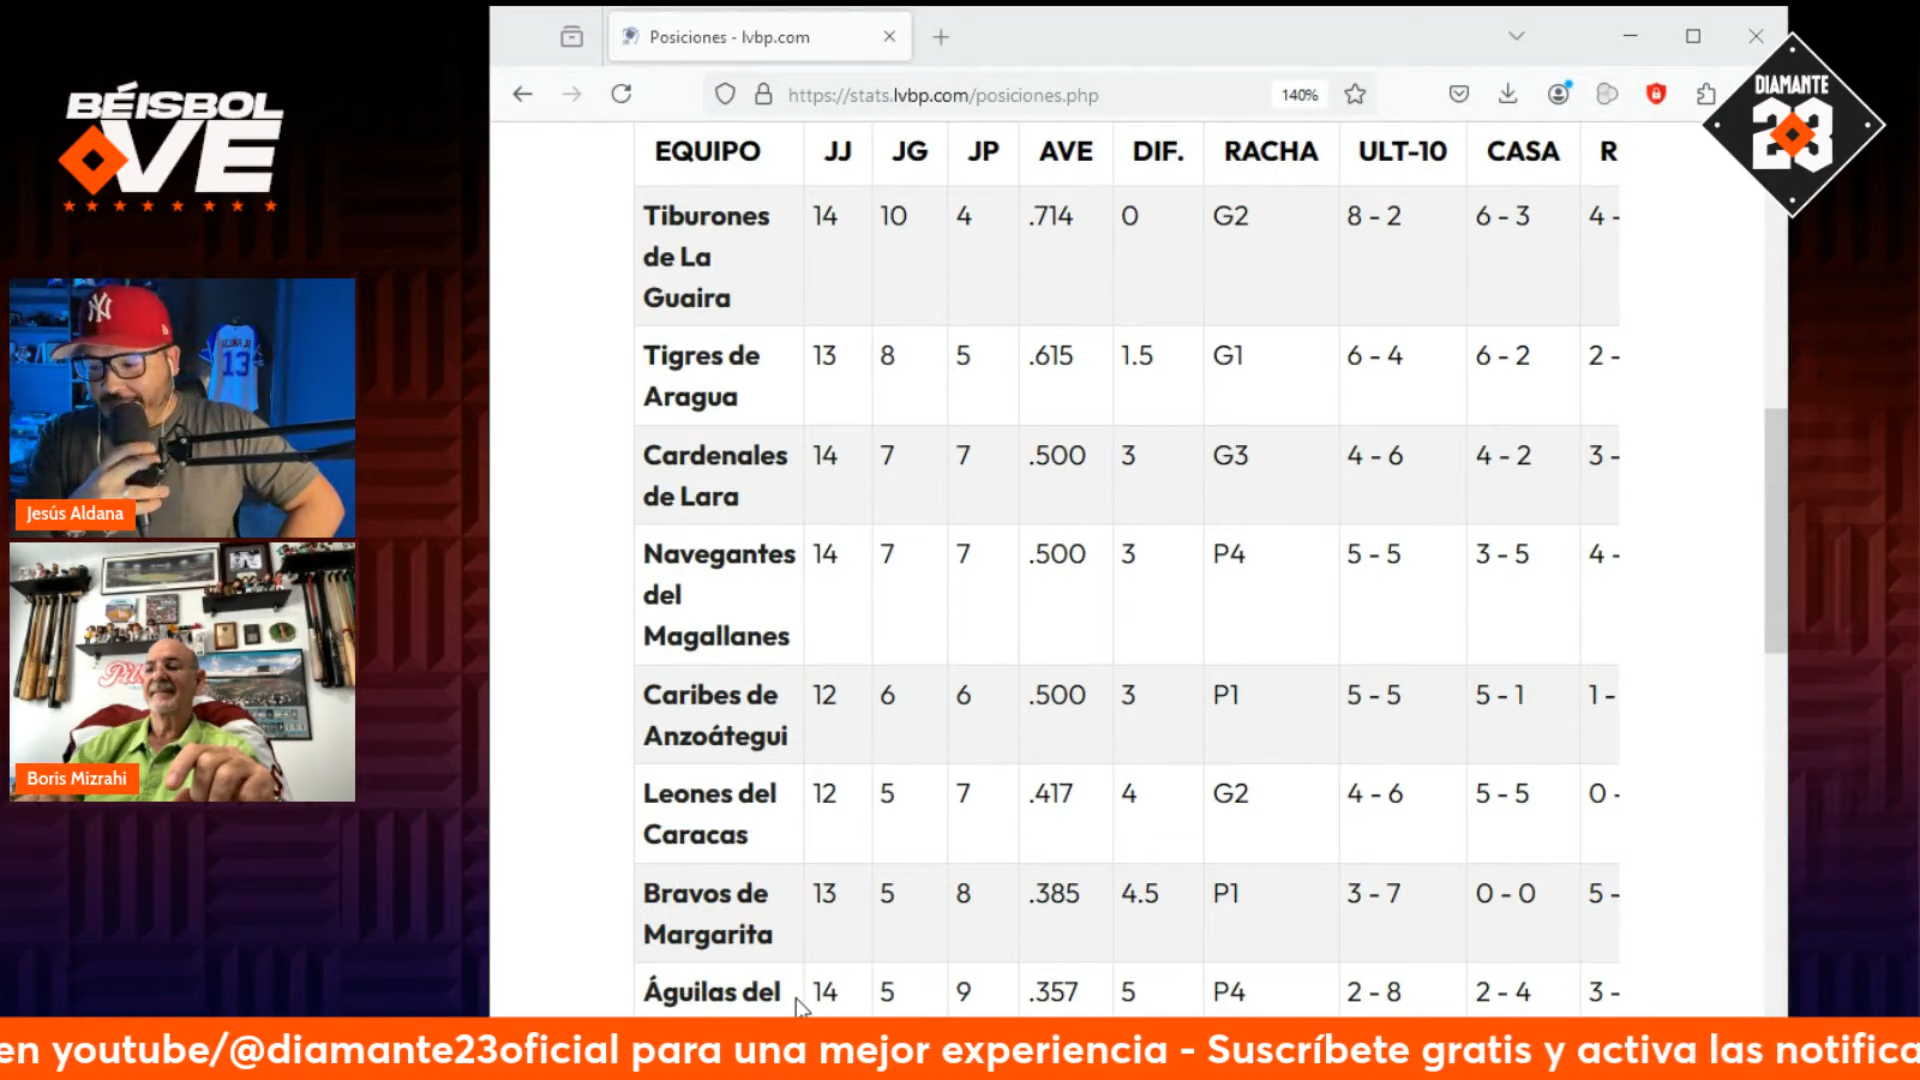 BÉISBOL
VE
Posiciones - lvbp.com
https://stats.lvbp.com/posiciones.php
140%
DIAMANTE
23
EQUIPO JJ JG JP AVE DIF. RACHA ULT-10 CASA R
Tiburones 14 10 4 .714 0 G2 8 - 2 6 - 3 4 -
de La
Guaira
Tigres de 13 8 5 .615 1.5 G1 6 - 4 6 - 2 2 -
Aragua
Cardenales 14 7 7 .500 3 G3 4 - 6 4 - 2 3 -
de Lara
Navegantes 14 7 7 .500 3 P4 5 - 5 3 - 5 4 -
del
Magallanes
Caribes de 12 6 6 .500 3 P1 5 - 5 5 - 1 1 -
Anzoátegui
Leones del 12 5 7 .417 4 G2 4 - 6 5 - 5 0 -
Caracas
Bravos de 13 5 8 .385 4.5 P1 3 - 7 0 - 0 5 -
Margarita
Águilas del 14 5 9 .357 5 P4 2 - 8 2 - 4 3 -
NY
ACUÑA JR.
13
Jesús Aldana
Boris Mizrahi
en youtube/@diamante23oficial para una mejor experiencia - Suscríbete gratis y activa las notifica